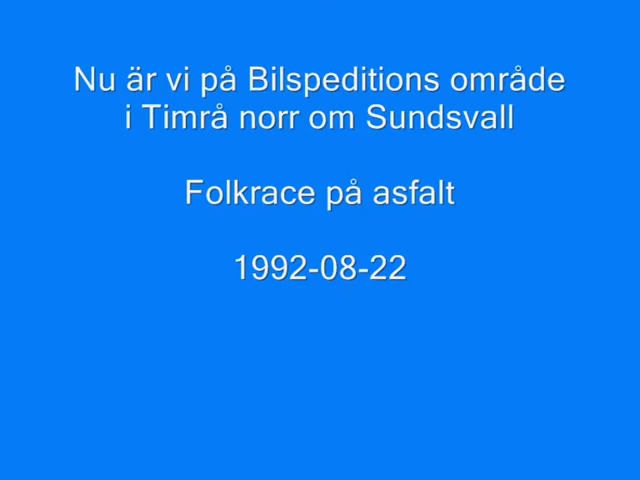 Nu är vi på Bilspeditions område
i Timrå norr om Sundsvall
Folkrace på asfalt
1992-08-22